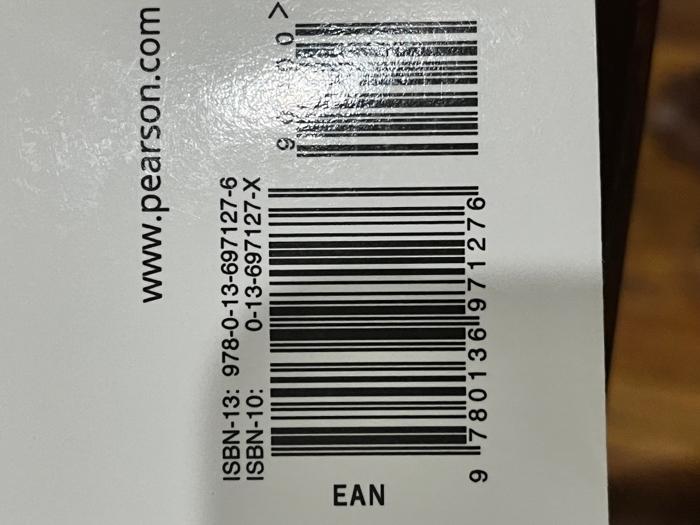 www.pearson.com
ISBN-13: 978-0-13-697127-6
ISBN-10: 0-13-697127-X
EAN
9 780136 971276
>